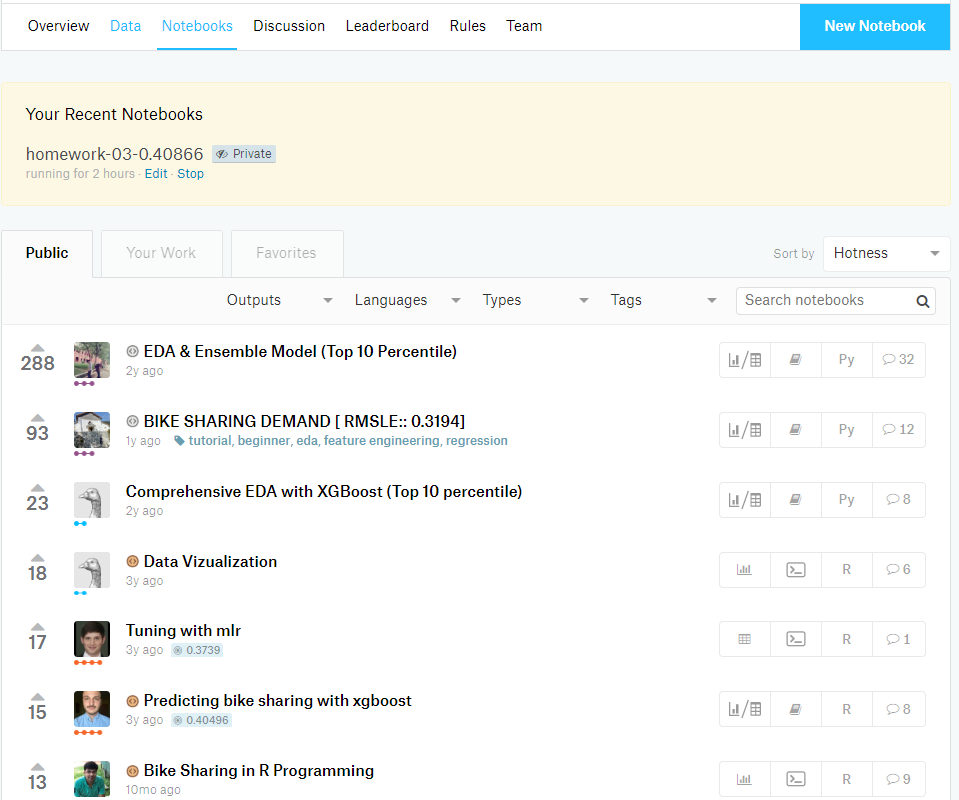 Overview Data Notebooks Discussion Leaderboard Rules Team New Notebook
Your Recent Notebooks
homework-03-0.40866 Private
running for 2 hours · Edit · Stop
Public Your Work Favorites Sort by Hotness
Outputs Languages Types Tags Search notebooks
288 EDA & Ensemble Model (Top 10 Percentile) Py 32
2y ago
93 BIKE SHARING DEMAND [ RMSLE:: 0.3194] Py 12
1y ago tutorial, beginner, eda, feature engineering, regression
23 Comprehensive EDA with XGBoost (Top 10 percentile) Py 8
2y ago
18 Data Vizualization R 6
3y ago
17 Tuning with mlr R 1
3y ago 0.3739
15 Predicting bike sharing with xgboost R 8
3y ago 0.40496
13 Bike Sharing in R Programming R 9
10mo ago